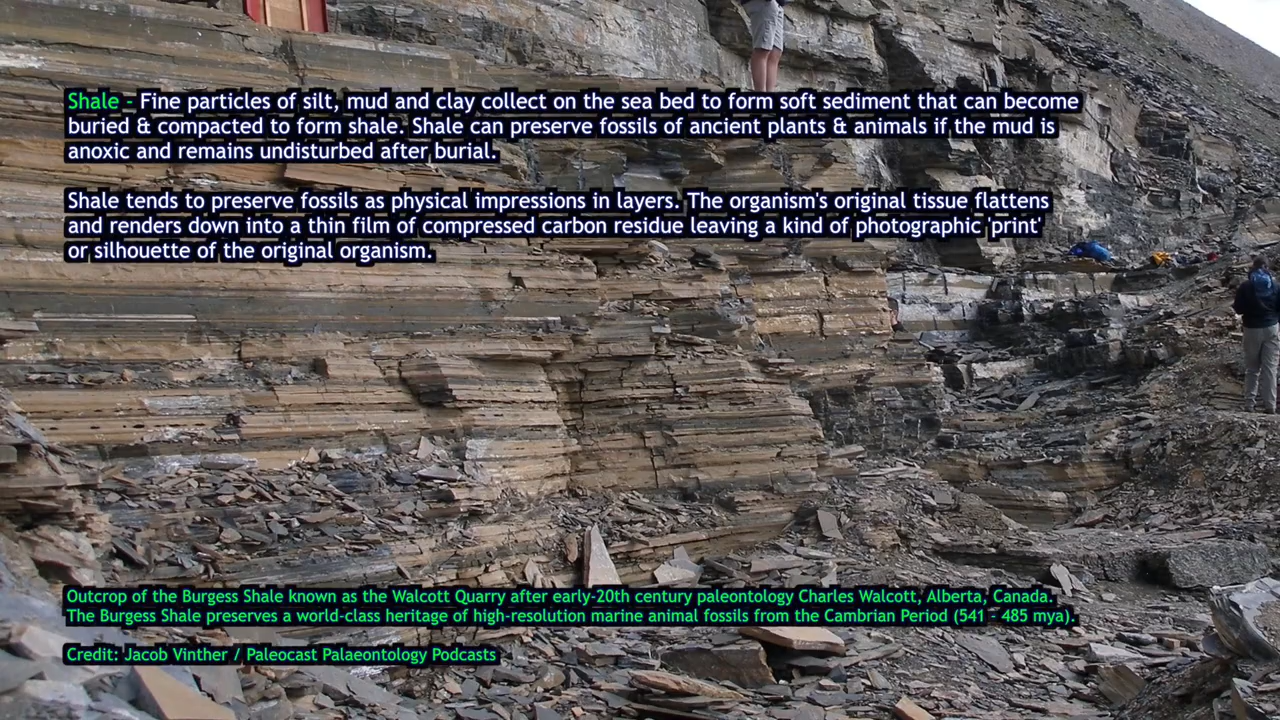 Shale - Fine particles of silt, mud and clay collect on the sea bed to form soft sediment that can become
buried & compacted to form shale. Shale can preserve fossils of ancient plants & animals if the mud is
anoxic and remains undisturbed after burial.
Shale tends to preserve fossils as physical impressions in layers. The organism's original tissue flattens
and renders down into a thin film of compressed carbon residue leaving a kind of photographic 'print'
or silhouette of the original organism.
Outcrop of the Burgess Shale known as the Walcott Quarry after early-20th century paleontology Charles Walcott, Alberta, Canada.
The Burgess Shale preserves a world-class heritage of high-resolution marine animal fossils from the Cambrian Period (541 - 485 mya).
Credit: Jacob Vinther / Paleocast Palaeontology Podcasts